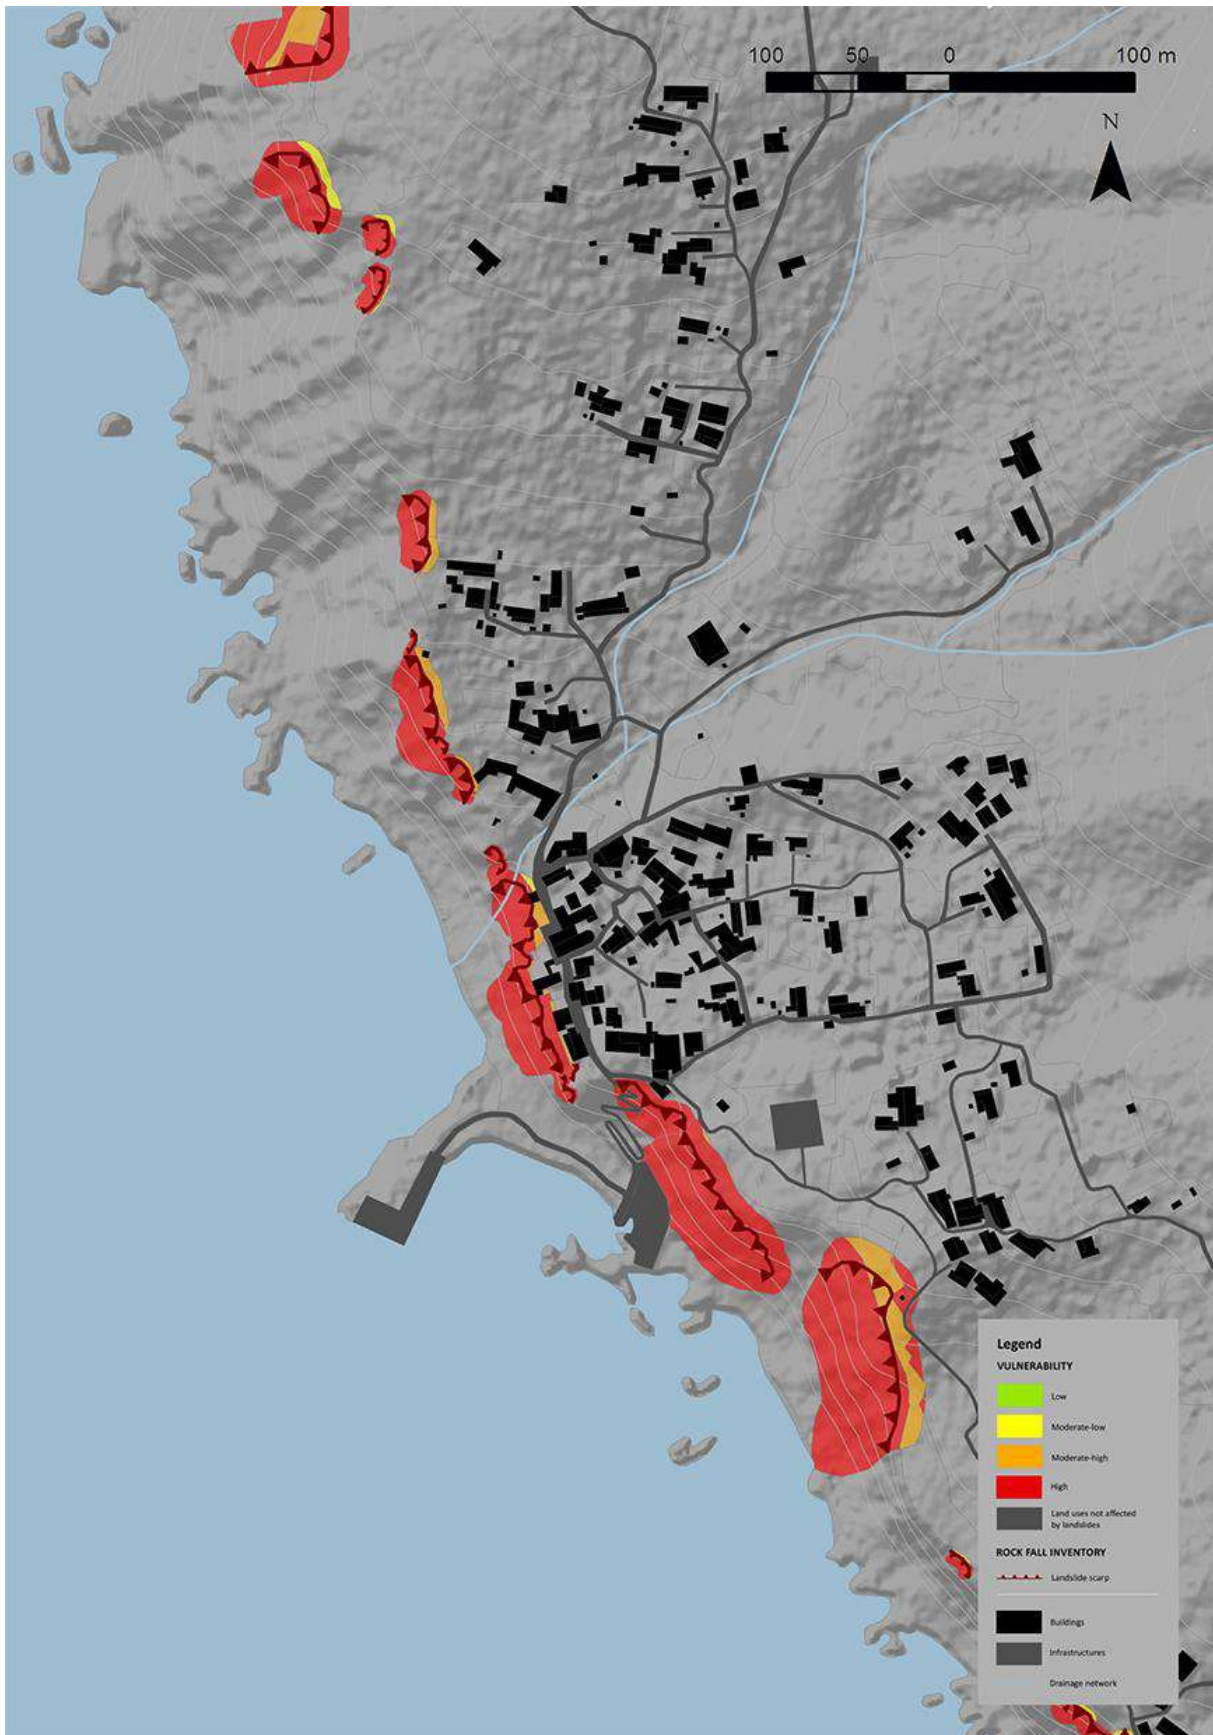 100 50 0 100 m
N
Legend
VULNERABILITY
Low
Moderate-low
Moderate-high
High
Land uses not affected
by landslides
ROCK FALL INVENTORY
Landslide scarp
Buildings
Infrastructures
Drainage network